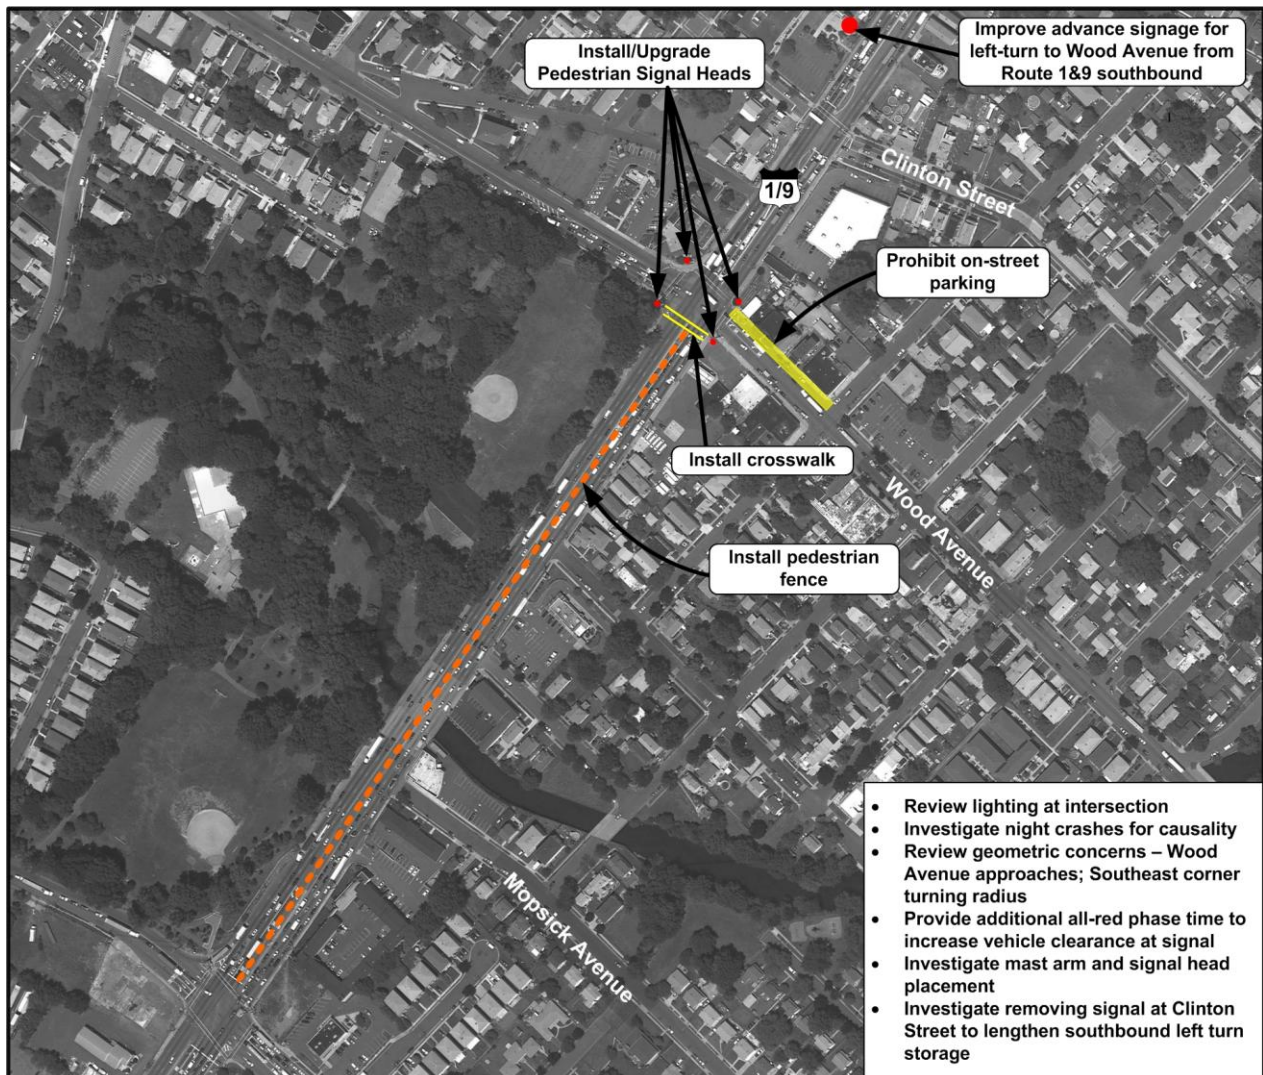 Install/Upgrade
Pedestrian Signal Heads
Improve advance signage for
left-turn to Wood Avenue from
Route 1&9 southbound
Clinton Street
1/9
Prohibit on-street
parking
Install crosswalk
Wood Avenue
Install pedestrian
fence
Mopsick Avenue
• Review lighting at intersection
• Investigate night crashes for causality
• Review geometric concerns – Wood
Avenue approaches; Southeast corner
turning radius
• Provide additional all-red phase time to
increase vehicle clearance at signal
• Investigate mast arm and signal head
placement
• Investigate removing signal at Clinton
Street to lengthen southbound left turn
storage